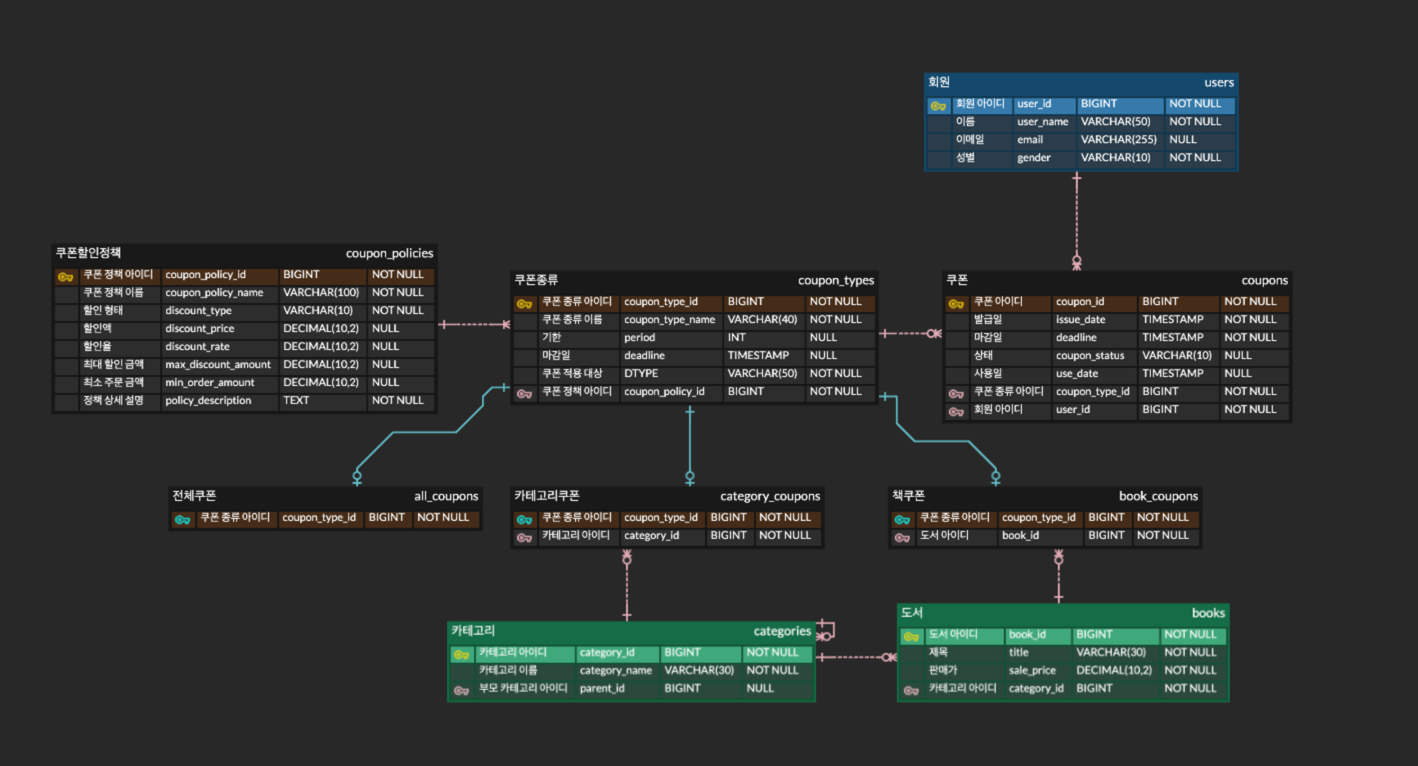 회원 users
회원 아이디 user_id BIGINT NOT NULL
이름 user_name VARCHAR(50) NOT NULL
이메일 email VARCHAR(255) NULL
성별 gender VARCHAR(10) NOT NULL
쿠폰할인정책 coupon_policies
쿠폰 정책 아이디 coupon_policy_id BIGINT NOT NULL
쿠폰 정책 이름 coupon_policy_name VARCHAR(100) NOT NULL
할인 형태 discount_type VARCHAR(10) NOT NULL
할인액 discount_price DECIMAL(10,2) NULL
할인율 discount_rate DECIMAL(10,2) NULL
최대 할인 금액 max_discount_amount DECIMAL(10,2) NULL
최소 주문 금액 min_order_amount DECIMAL(10,2) NULL
정책 상세 설명 policy_description TEXT NOT NULL
쿠폰종류 coupon_types
쿠폰 종류 아이디 coupon_type_id BIGINT NOT NULL
쿠폰 종류 이름 coupon_type_name VARCHAR(40) NOT NULL
기한 period INT NULL
마감일 deadline TIMESTAMP NULL
쿠폰 적용 대상 DTYPE VARCHAR(50) NOT NULL
쿠폰 정책 아이디 coupon_policy_id BIGINT NOT NULL
쿠폰 coupons
쿠폰 아이디 coupon_id BIGINT NOT NULL
발급일 issue_date TIMESTAMP NOT NULL
마감일 deadline TIMESTAMP NOT NULL
상태 coupon_status VARCHAR(10) NULL
사용일 use_date TIMESTAMP NULL
쿠폰 종류 아이디 coupon_type_id BIGINT NOT NULL
회원 아이디 user_id BIGINT NOT NULL
전체쿠폰 all_coupons
쿠폰 종류 아이디 coupon_type_id BIGINT NOT NULL
카테고리쿠폰 category_coupons
쿠폰 종류 아이디 coupon_type_id BIGINT NOT NULL
카테고리 아이디 category_id BIGINT NOT NULL
책쿠폰 book_coupons
쿠폰 종류 아이디 coupon_type_id BIGINT NOT NULL
도서 아이디 book_id BIGINT NOT NULL
카테고리 categories
카테고리 아이디 category_id BIGINT NOT NULL
카테고리 이름 category_name VARCHAR(30) NOT NULL
부모 카테고리 아이디 parent_id BIGINT NULL
도서 books
도서 아이디 book_id BIGINT NOT NULL
제목 title VARCHAR(30) NOT NULL
판매가 sale_price DECIMAL(10,2) NOT NULL
카테고리 아이디 category_id BIGINT NOT NULL